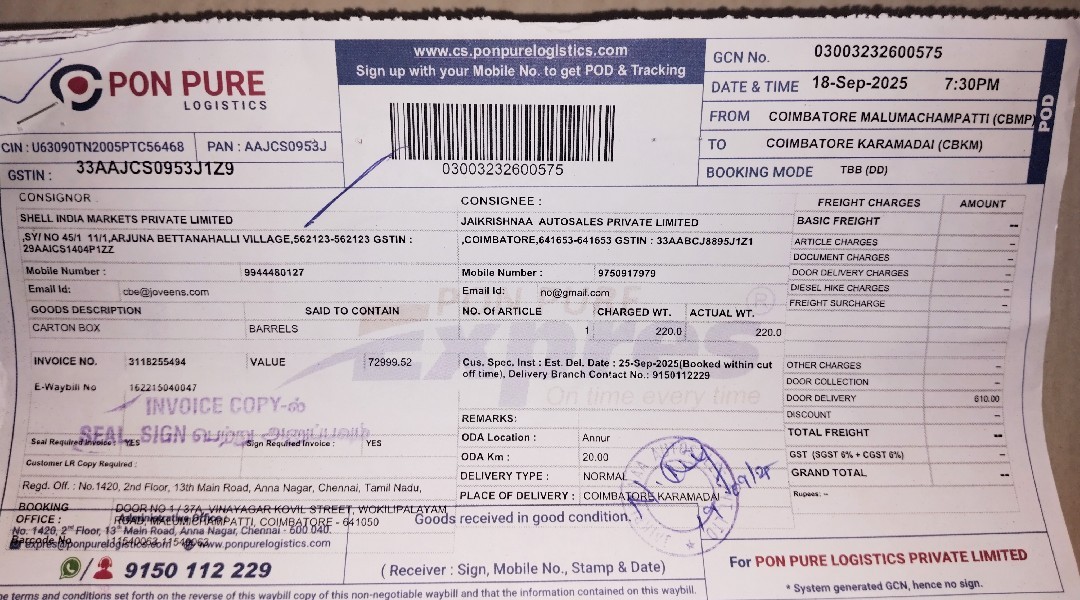 PON PURE
LOGISTICS
www.cs.ponpurelogistics.com
Sign up with your Mobile No. to get POD & Tracking
03003232600575
GCN No. 03003232600575
DATE & TIME 18-Sep-2025 7:30PM
FROM COIMBATORE MALUMACHAMPATTI (CBMP)
TO COIMBATORE KARAMADAI (CBKM)
BOOKING MODE TBB (DD)
POD
CIN : U63090TN2005PTC56468 PAN : AAJCS0953J
GSTIN : 33AAJCS0953J1Z9
CONSIGNOR
SHELL INDIA MARKETS PRIVATE LIMITED
,SY/ NO 45/1 11/1,ARJUNA BETTANAHALLI VILLAGE,562123-562123 GSTIN :
29AAICS1404P1ZZ
Mobile Number : 9944480127
Email Id: cbe@joveens.com
CONSIGNEE :
JAIKRISHNAA AUTOSALES PRIVATE LIMITED
,COIMBATORE,641653-641653 GSTIN : 33AABCJ8895J1Z1
Mobile Number : 9750917979
Email Id: no@gmail.com
GOODS DESCRIPTION SAID TO CONTAIN NO. Of ARTICLE CHARGED WT. ACTUAL WT.
CARTON BOX BARRELS 1 220.0 220.0
INVOICE NO. 3118255494 VALUE 72999.52
E-Waybill No 162215040047
INVOICE COPY-ல்
SEAL, SIGN
Seal Required Invoice : YES Sign Required Invoice : YES
Customer LR Copy Required :
Cus. Spec. Inst : Est. Del. Date : 25-Sep-2025(Booked within cut
off time), Delivery Branch Contact No.: 9150112229
PON PURE
Expres ®
On time every time
REMARKS:
ODA Location : Annur
ODA Km : 20.00
DELIVERY TYPE : NORMAL
PLACE OF DELIVERY : COIMBATORE KARAMADAI
FREIGHT CHARGES AMOUNT
BASIC FREIGHT --
ARTICLE CHARGES --
DOCUMENT CHARGES --
DOOR DELIVERY CHARGES --
DIESEL HIKE CHARGES --
FREIGHT SURCHARGE --
OTHER CHARGES --
DOOR COLLECTION --
DOOR DELIVERY 610.00
DISCOUNT --
TOTAL FREIGHT --
GST (SGST 6% + CGST 6%) --
GRAND TOTAL --
Rupees: --
Regd. Off. : No.1420, 2nd Floor, 13th Main Road, Anna Nagar, Chennai, Tamil Nadu,
BOOKING OFFICE : DOOR NO 1 / 37A, VINAYAGAR KOVIL STREET, WOKILIPALAYAM
ROAD, MALUMICHAMPATTI, COIMBATORE - 641050
Administrative Office :
No. 1420, 2nd Floor, 13th Main Road, Anna Nagar, Chennai - 600 040.
Barcode No
expres@ponpurelogistics.com www.ponpurelogistics.com
9150 112 229
Goods received in good condition.
( Receiver : Sign, Mobile No., Stamp & Date)
For PON PURE LOGISTICS PRIVATE LIMITED
* System generated GCN, hence no sign.
terms and conditions set forth on the reverse of this waybill copy of this non-negotiable waybill and that the information contained on this waybill.